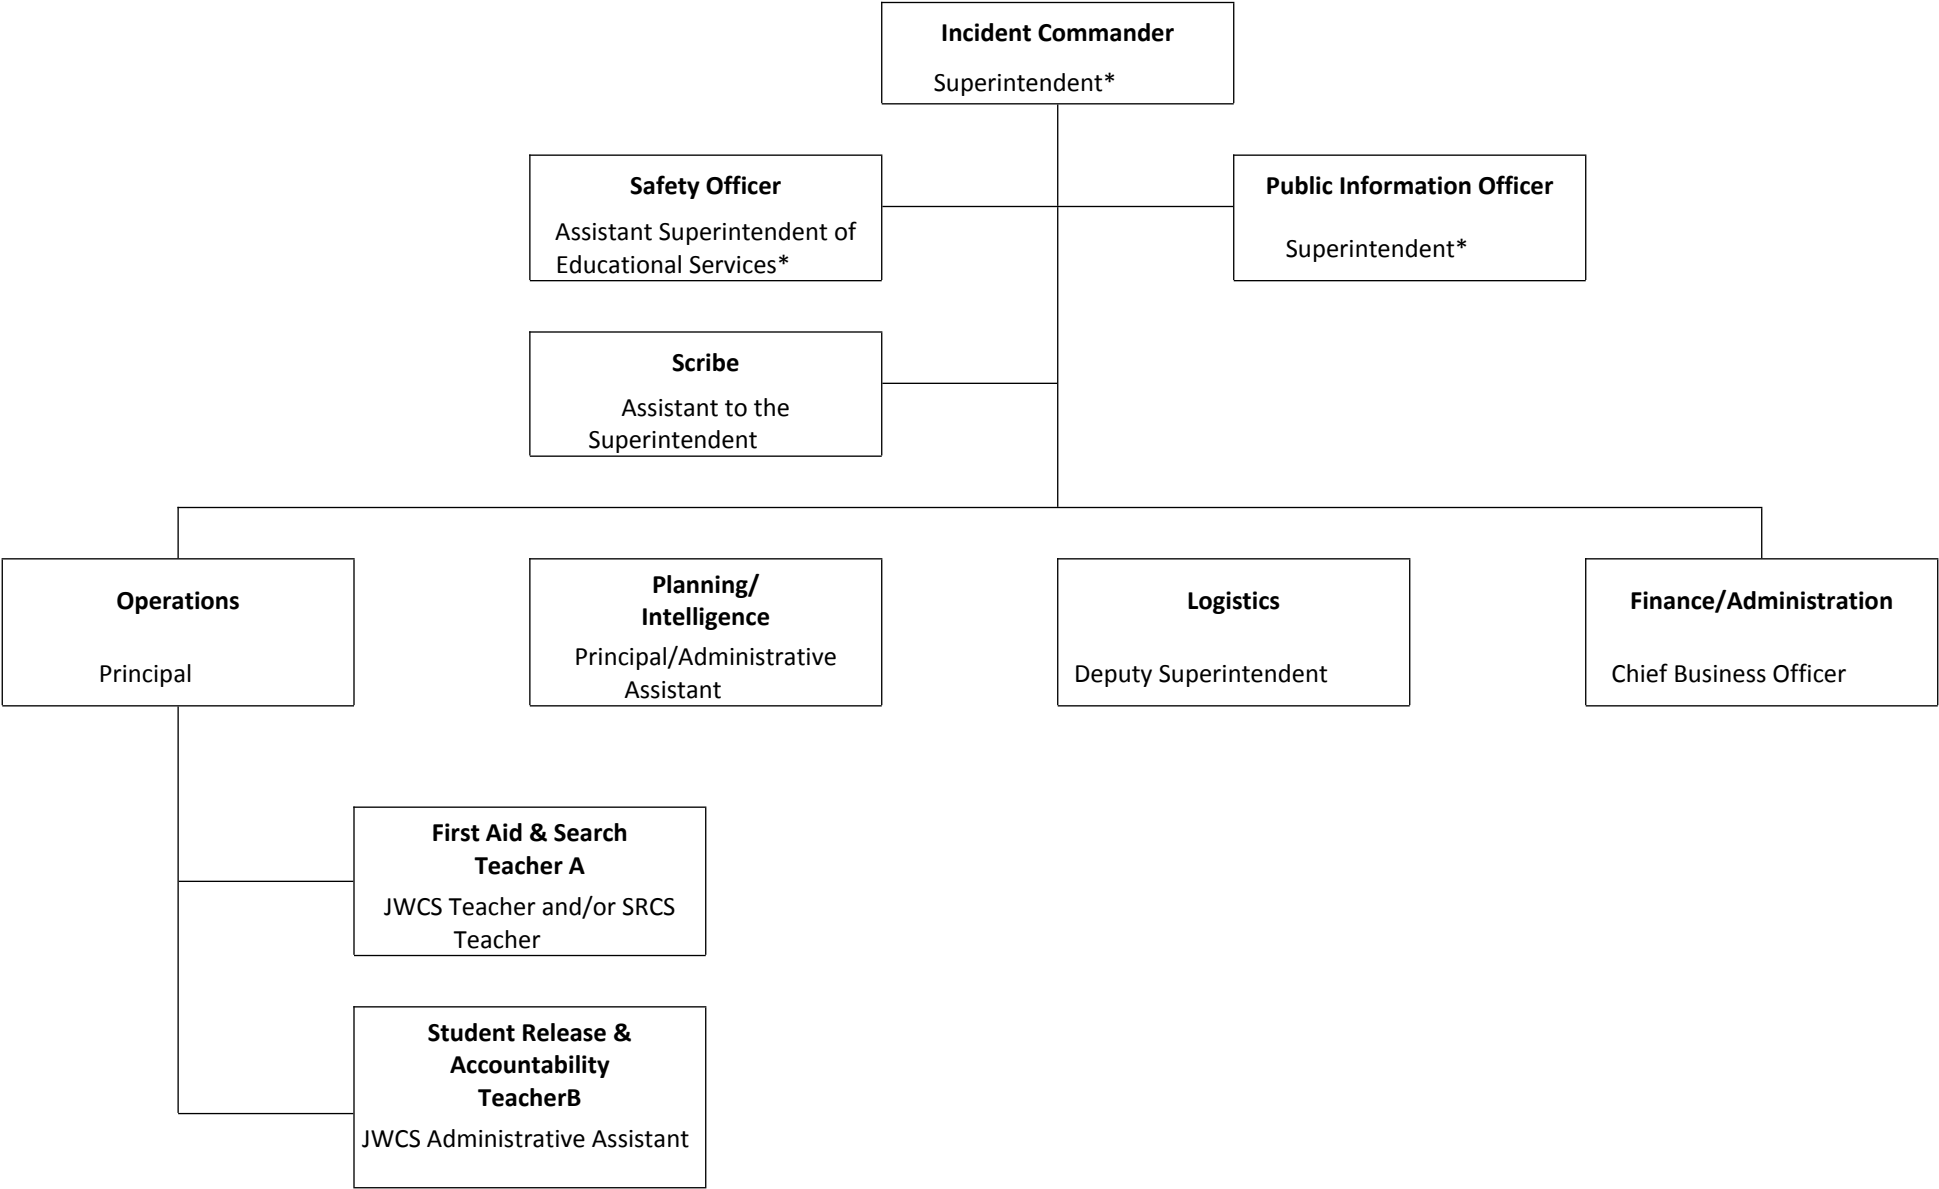 Incident Commander
Superintendent*
Safety Officer
Assistant Superintendent of
Educational Services*
Public Information Officer
Superintendent*
Scribe
Assistant to the
Superintendent
Operations
Principal
Planning/
Intelligence
Principal/Administrative
Assistant
Logistics
Deputy Superintendent
Finance/Administration
Chief Business Officer
First Aid & Search
Teacher A
JWCS Teacher and/or SRCS
Teacher
Student Release &
Accountability
TeacherB
JWCS Administrative Assistant